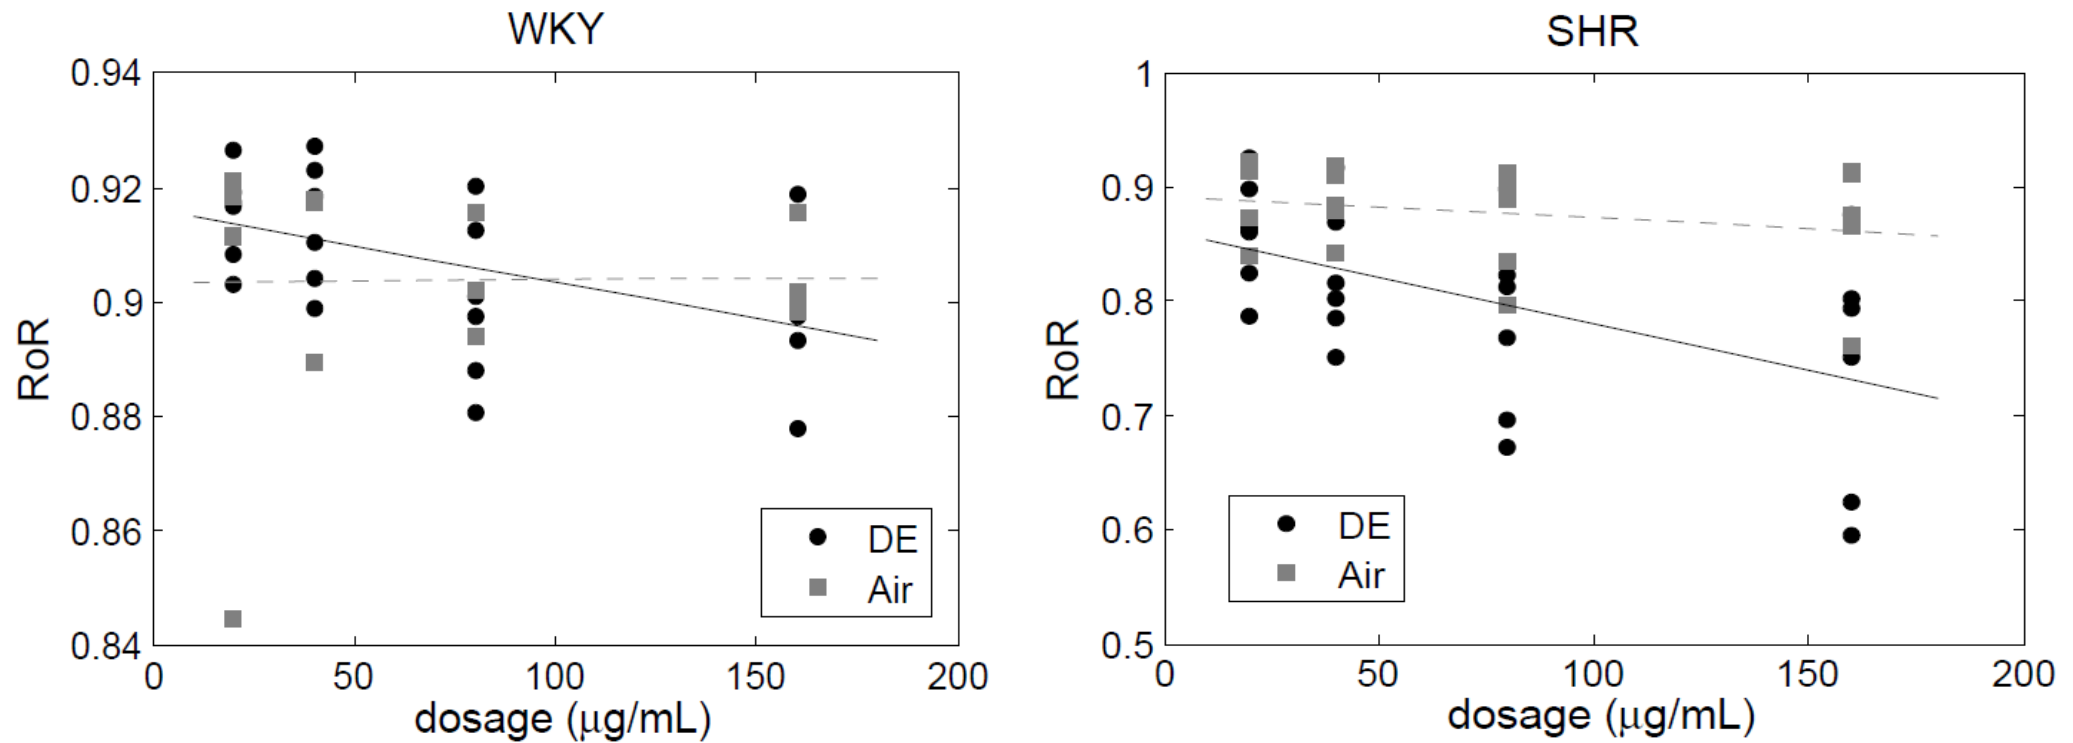 WKY
0.94
0.92
0.9
0.88
0.86
0.84
RoR
0 50 100 150 200
dosage (μg/mL)
DE
Air
SHR
1
0.9
0.8
0.7
0.6
0.5
RoR
0 50 100 150 200
dosage (μg/mL)
DE
Air